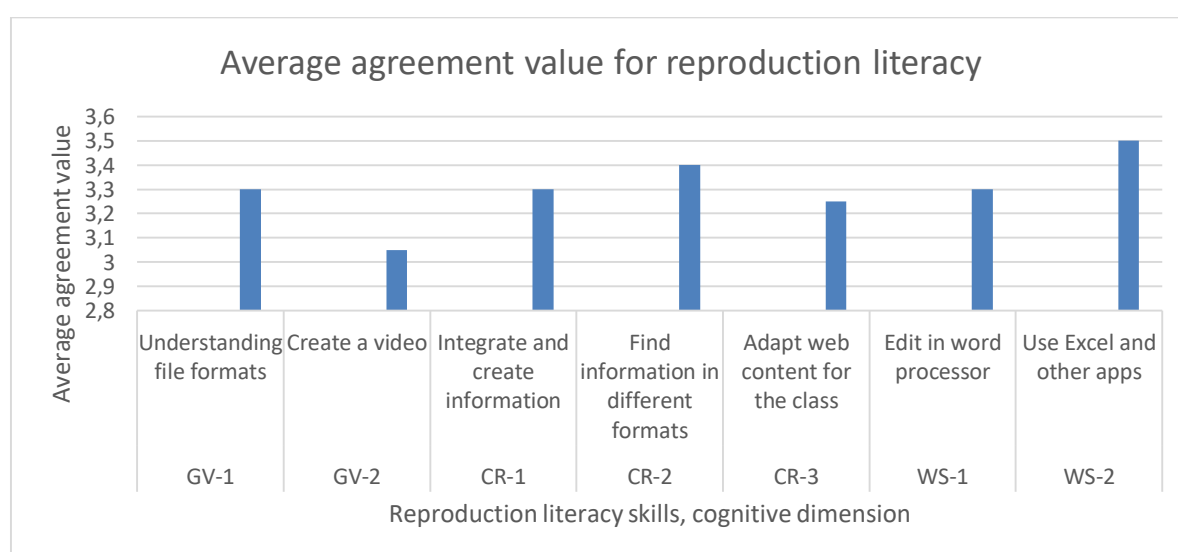 Average agreement value for reproduction literacy
Average agreement value
3,6
3,5
3,4
3,3
3,2
3,1
3
2,9
2,8
Understanding
file formats
Create a video
Integrate and
create
information
Find
information in
different
formats
Adapt web
content for
the class
Edit in word
processor
Use Excel and
other apps
GV-1
GV-2
CR-1
CR-2
CR-3
WS-1
WS-2
Reproduction literacy skills, cognitive dimension